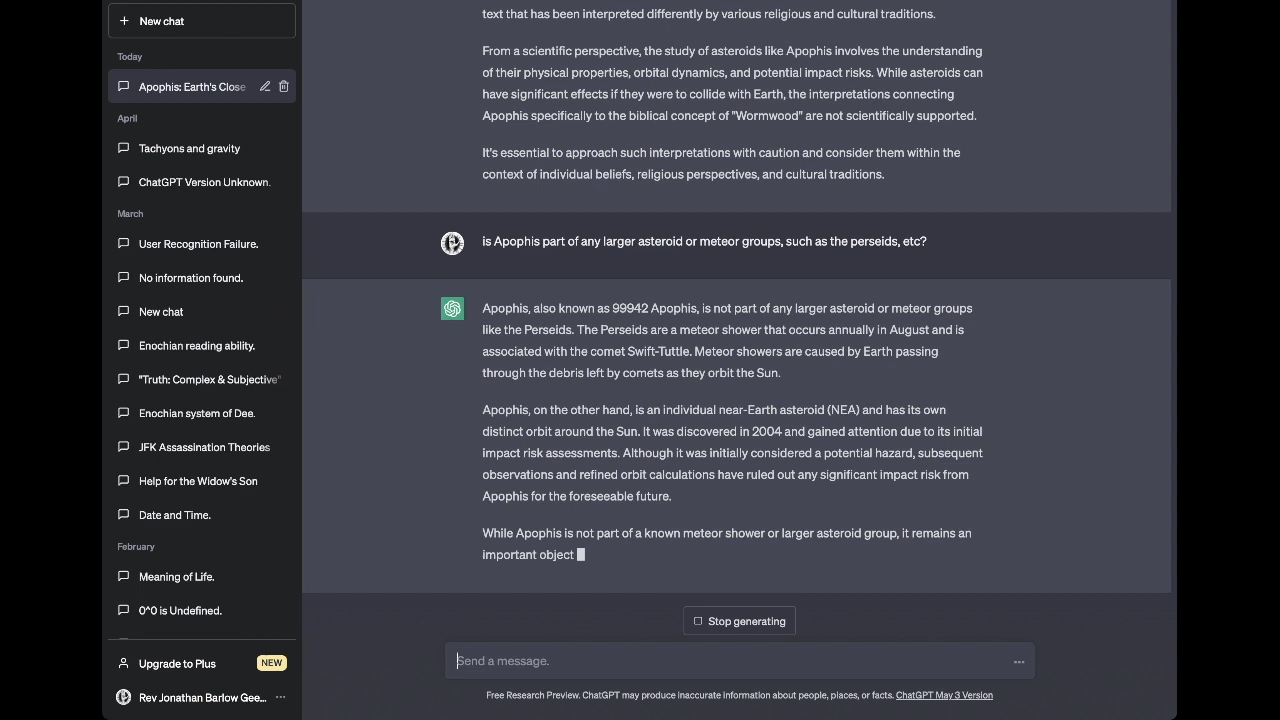 New chat
Today
Apophis: Earth's Close
April
Tachyons and gravity
ChatGPT Version Unknown.
March
User Recognition Failure.
No information found.
New chat
Enochian reading ability.
"Truth: Complex & Subjective"
Enochian system of Dee.
JFK Assassination Theories
Help for the Widow's Son
Date and Time.
February
Meaning of Life.
0^0 is Undefined.
Upgrade to Plus
NEW
Rev Jonathan Barlow Gee...
text that has been interpreted differently by various religious and cultural traditions.
From a scientific perspective, the study of asteroids like Apophis involves the understanding
of their physical properties, orbital dynamics, and potential impact risks. While asteroids can
have significant effects if they were to collide with Earth, the interpretations connecting
Apophis specifically to the biblical concept of "Wormwood" are not scientifically supported.
It's essential to approach such interpretations with caution and consider them within the
context of individual beliefs, religious perspectives, and cultural traditions.
is Apophis part of any larger asteroid or meteor groups, such as the perseids, etc?
Apophis, also known as 99942 Apophis, is not part of any larger asteroid or meteor groups
like the Perseids. The Perseids are a meteor shower that occurs annually in August and is
associated with the comet Swift-Tuttle. Meteor showers are caused by Earth passing
through the debris left by comets as they orbit the Sun.
Apophis, on the other hand, is an individual near-Earth asteroid (NEA) and has its own
distinct orbit around the Sun. It was discovered in 2004 and gained attention due to its initial
impact risk assessments. Although it was initially considered a potential hazard, subsequent
observations and refined orbit calculations have ruled out any significant impact risk from
Apophis for the foreseeable future.
While Apophis is not part of a known meteor shower or larger asteroid group, it remains an
important object
Stop generating
Send a message.
Free Research Preview. ChatGPT may produce inaccurate information about people, places, or facts. ChatGPT May 3 Version